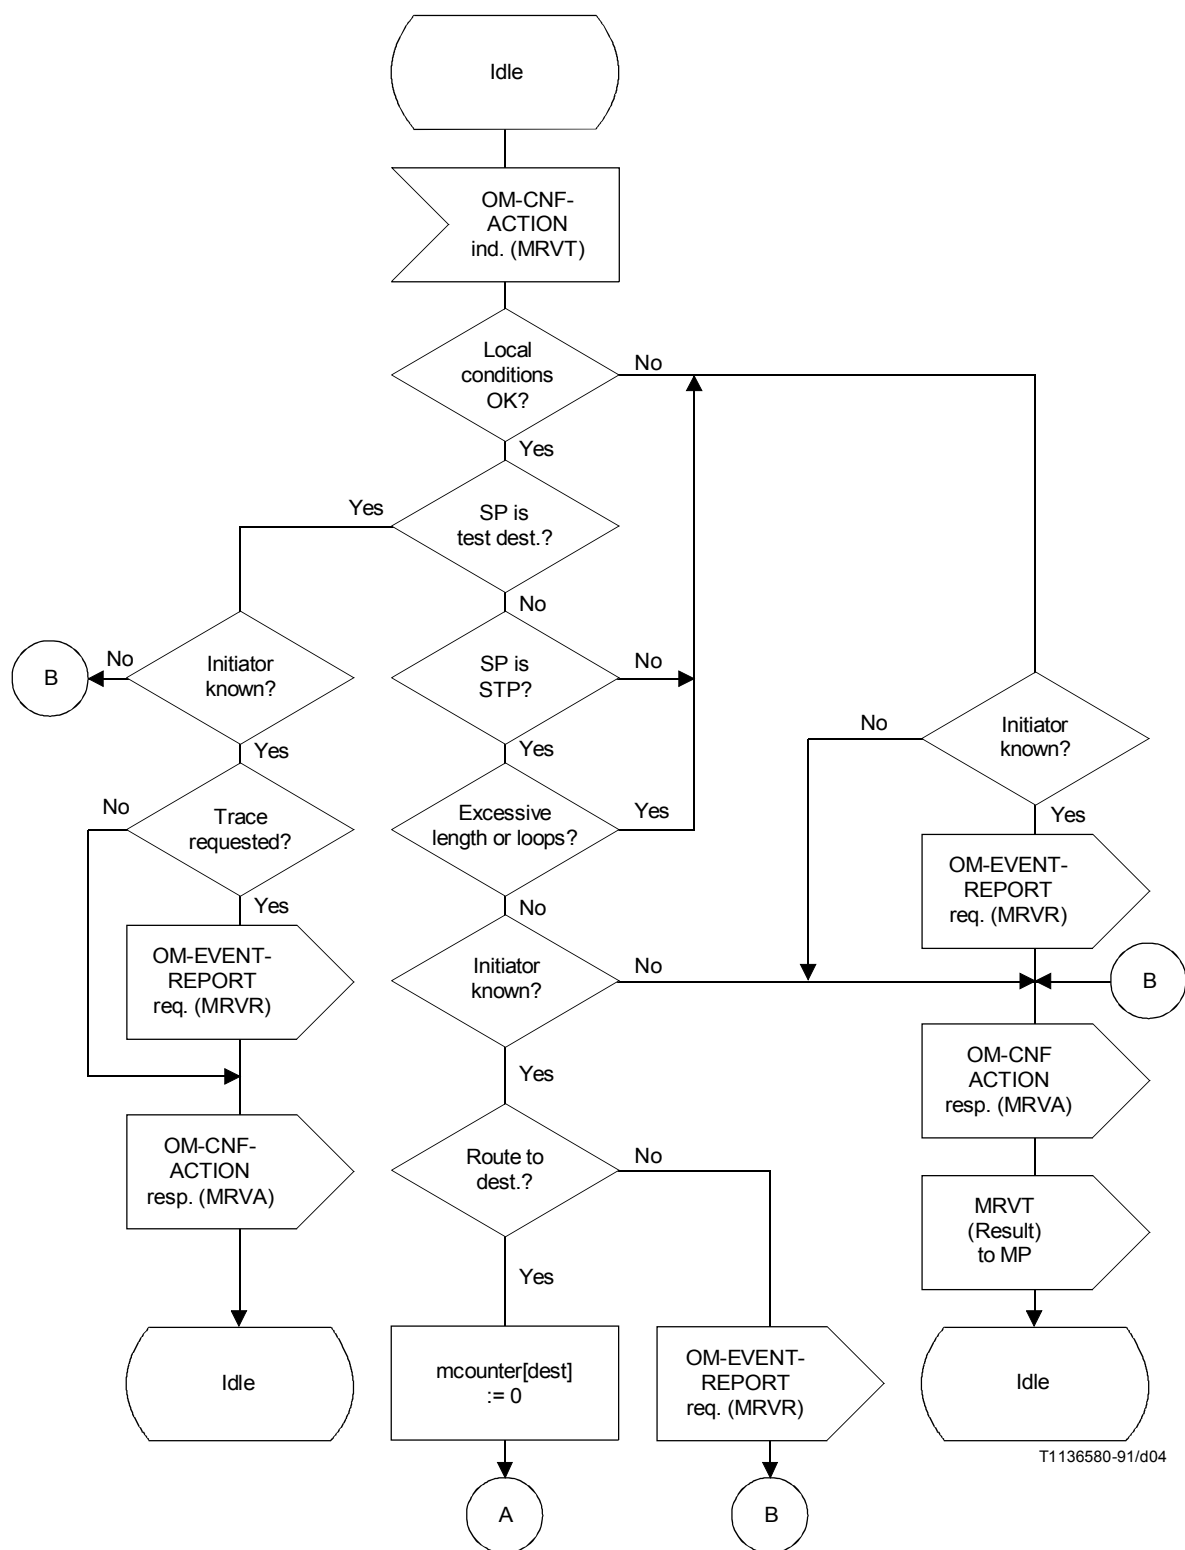 Idle
OM-CNF-
ACTION
ind. (MRVT)
Local
conditions
OK?
No
Yes
Yes
SP is
test dest.?
No
B
No
Initiator
known?
SP is
STP?
No
No
Initiator
known?
Yes
Yes
No
Trace
requested?
Excessive
length or loops?
Yes
Yes
OM-EVENT-
REPORT
req. (MRVR)
Yes
No
OM-EVENT-
REPORT
req. (MRVR)
Initiator
known?
No
B
Yes
OM-CNF
ACTION
resp. (MRVA)
OM-CNF-
ACTION
resp. (MRVA)
Route to
dest.?
No
MRVT
(Result)
to MP
Yes
Idle
mcounter[dest]
:= 0
OM-EVENT-
REPORT
req. (MRVR)
Idle
T1136580-91/d04
A
B